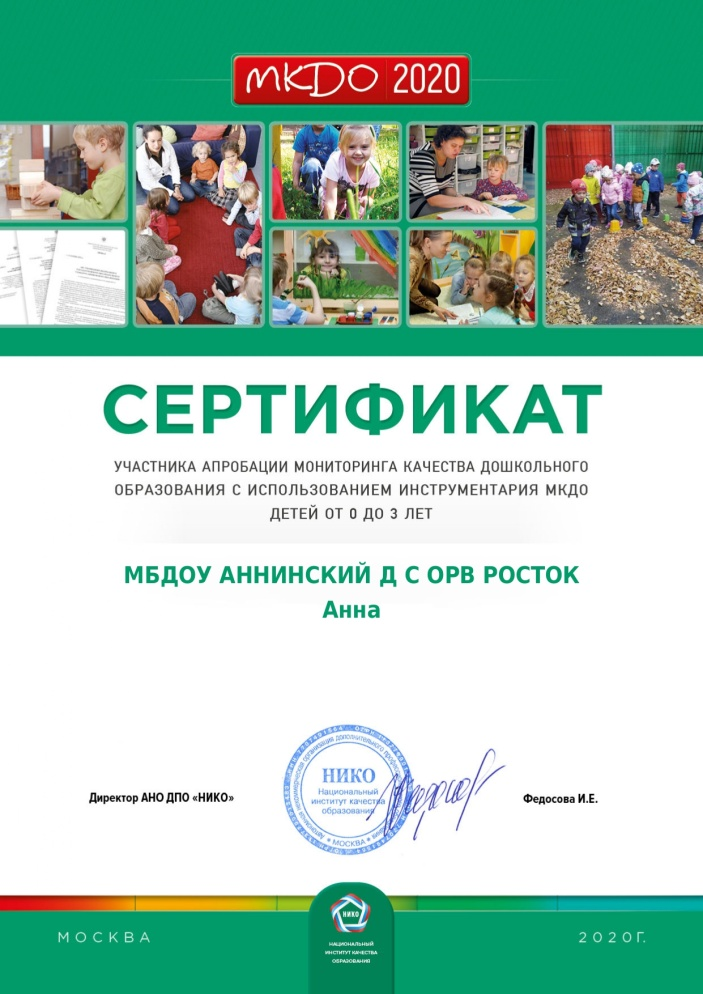 МКДО 2020
СЕРТИФИКАТ
УЧАСТНИКА АПРОБАЦИИ МОНИТОРИНГА КАЧЕСТВА ДОШКОЛЬНОГО
ОБРАЗОВАНИЯ С ИСПОЛЬЗОВАНИЕМ ИНСТРУМЕНТАРИЯ МКДО
ДЕТЕЙ ОТ 0 ДО 3 ЛЕТ
МБДОУ АННИНСКИЙ Д С ОРВ РОСТОК
Анна
НИКО
Национальный
институт качества
образования
МОСКВА
Директор АНО ДПО «НИКО»
Федосова И.Е.
НИКО
НАЦИОНАЛЬНЫЙ
ИНСТИТУТ КАЧЕСТВА
ОБРАЗОВАНИЯ
МОСКВА
2020Г.